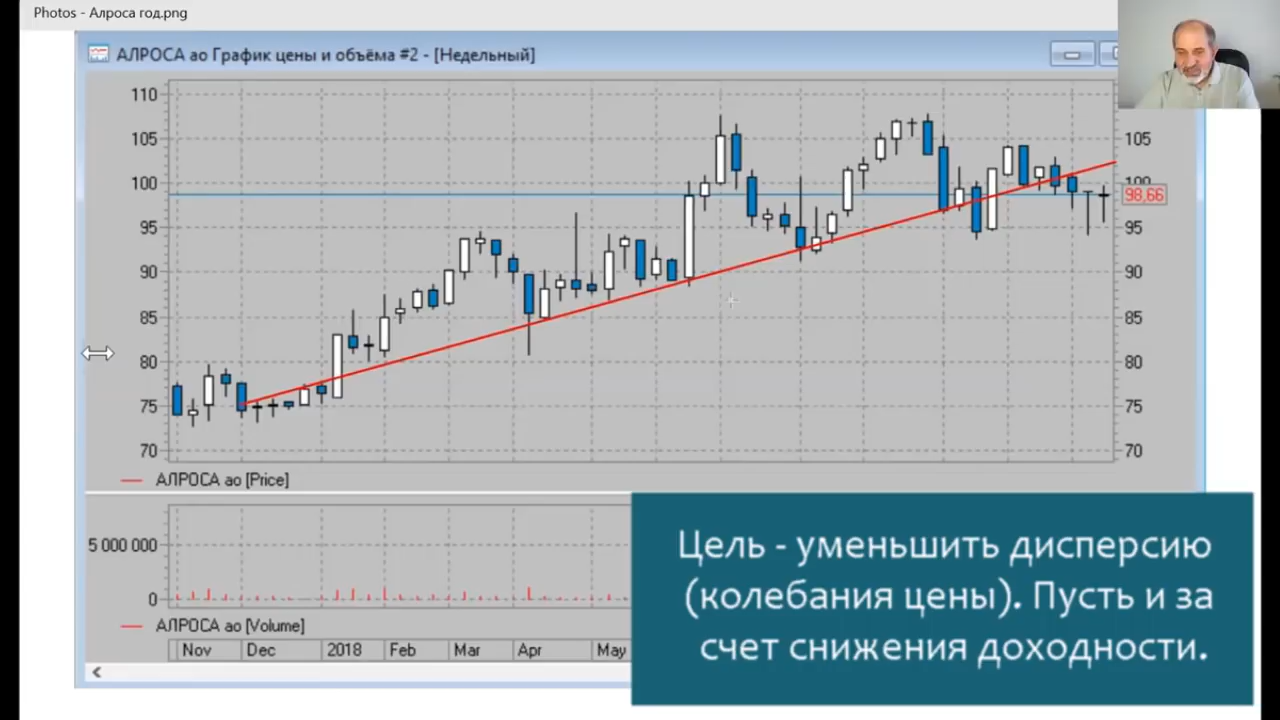 Photos - Алроса год.png
АЛРОСА ао График цены и объёма #2 - [Недельный]
110
105 105
100 100
98,66
95 95
90 90
85 85
80 80
75 75
70 70
АЛРОСА ао [Price]
5 000 000
0
АЛРОСА ао [Volume]
Nov Dec 2018 Feb Mar Apr May
Цель - уменьшить дисперсию
(колебания цены). Пусть и за
счет снижения доходности.